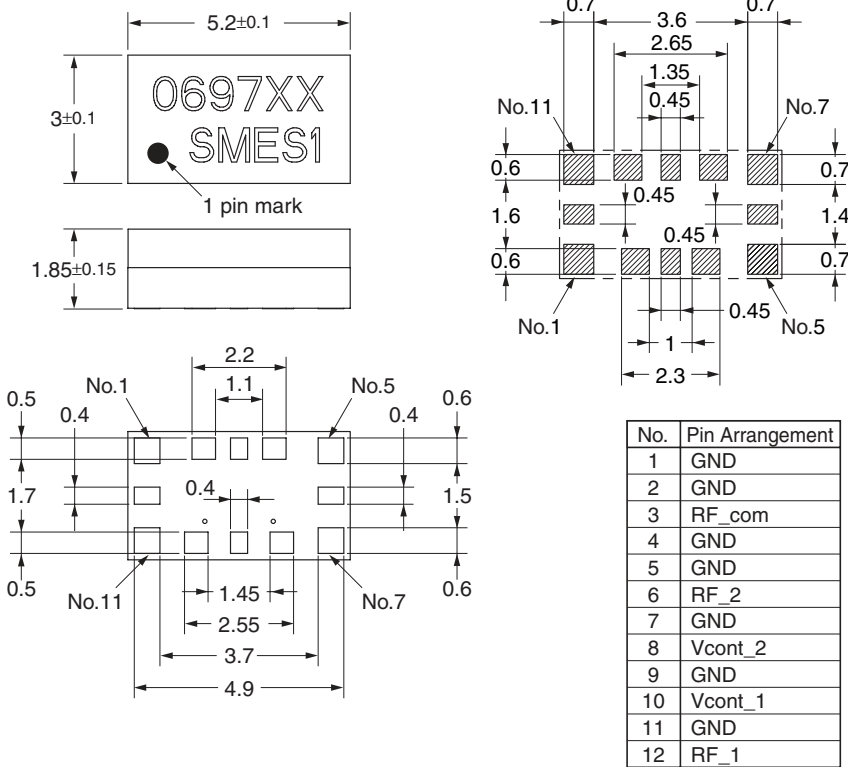 5.2±0.1
0697XX
SMES1
3±0.1
1 pin mark
1.85±0.15
0.7
0.7
3.6
2.65
1.35
0.45
No.11
No.7
0.6
0.7
0.45
1.6
1.4
0.45
0.6
0.7
0.45
No.1
No.5
1
2.3
2.2
No.1
No.5
1.1
0.5
0.6
0.4
0.4
1.7
0.4
1.5
0.5
0.6
No.11
1.45
No.7
2.55
3.7
4.9
No. Pin Arrangement
1 GND
2 GND
3 RF_com
4 GND
5 GND
6 RF_2
7 GND
8 Vcont_2
9 GND
10 Vcont_1
11 GND
12 RF_1